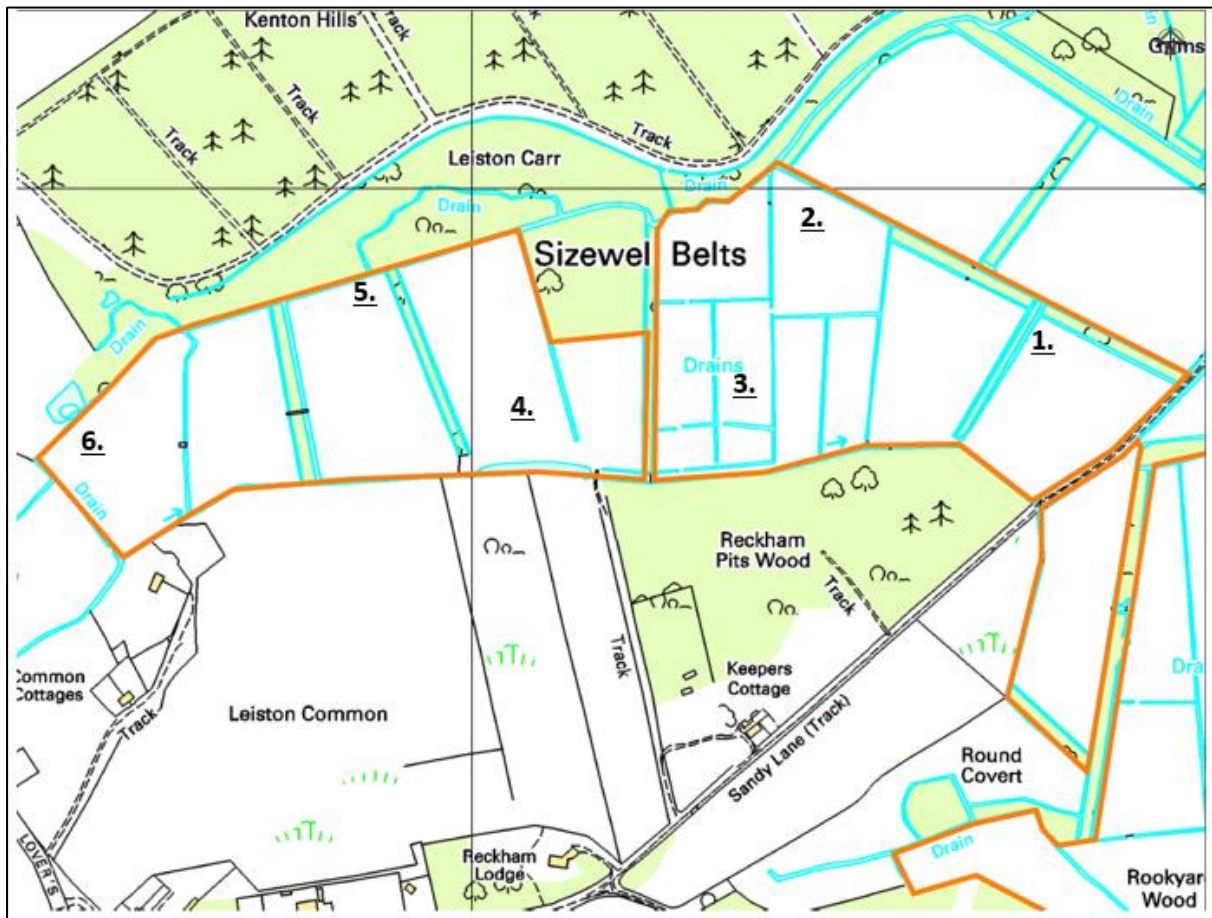 Kenton Hills
Track
Track
Track
Track
Track
Drain
Drain
Leiston Carr
Drain
Drain
Sizewel Belts
2.
5.
1.
Drain
Drains
3.
4.
6.
Drain
Reckham
Pits Wood
Track
Track
Common
Cottages
Track
Leiston Common
Keepers
Cottage
Sandy Lane (Track)
Round
Covert
Reckham
Lodge
LOVER'S
Drain
Rookyar
Wood